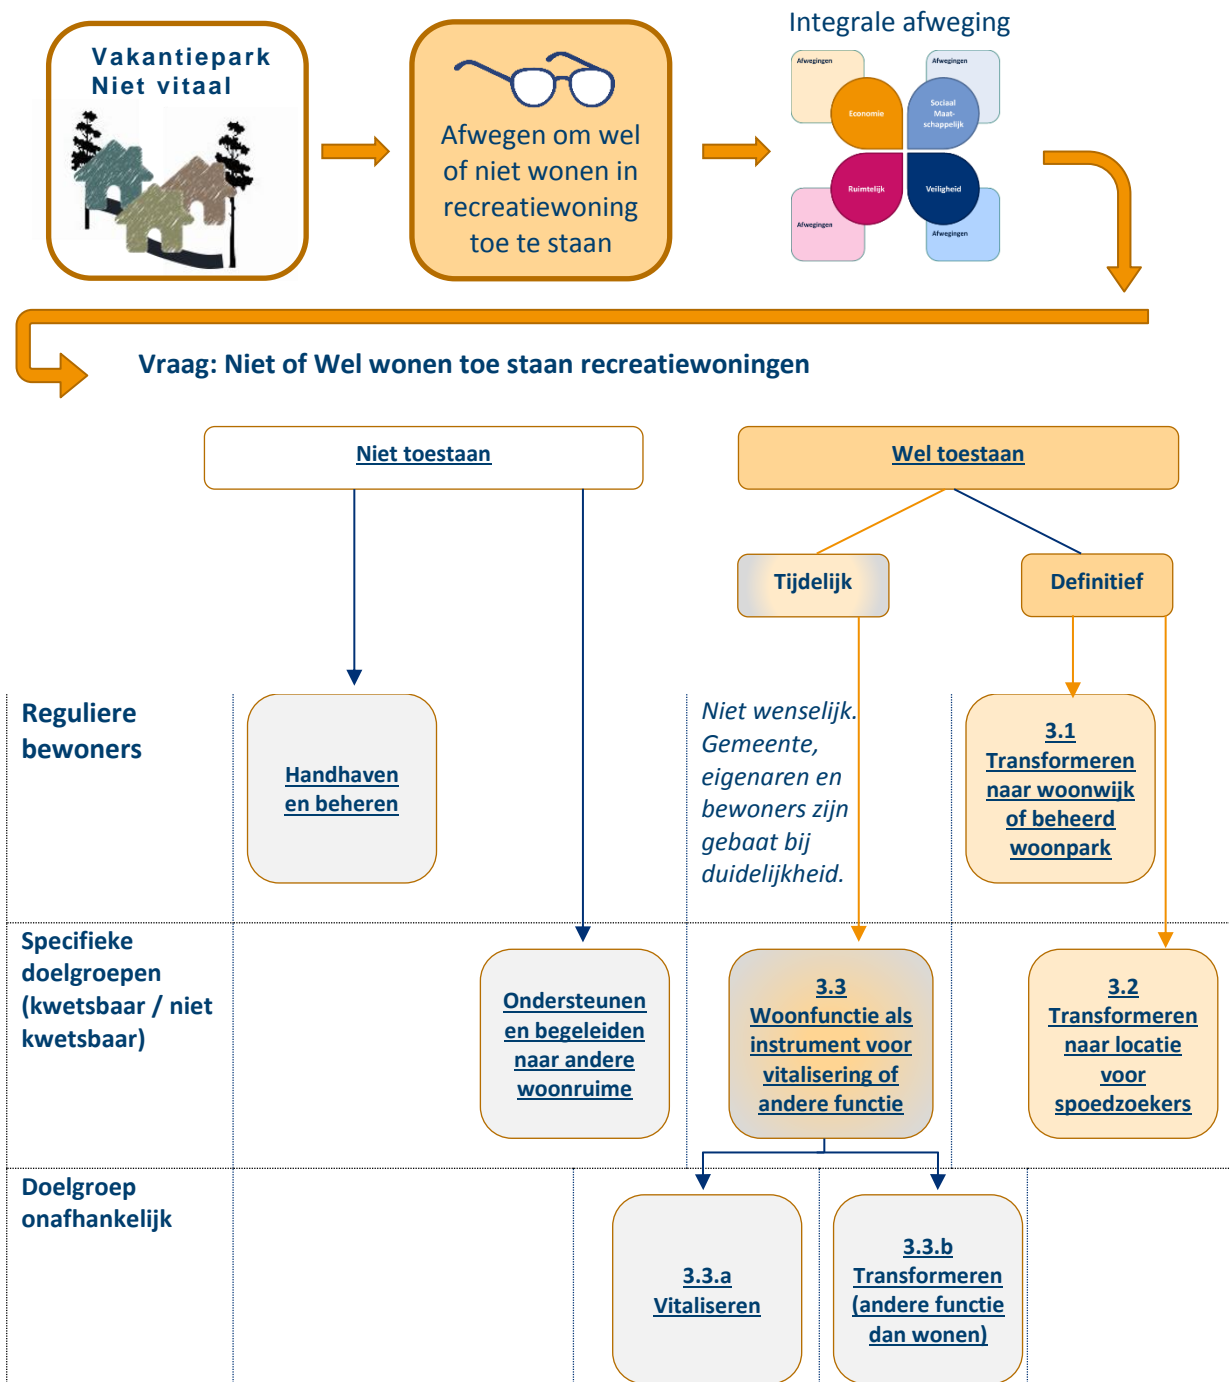 Vakantiepark
Niet vitaal
Afwegen om wel
of niet wonen in
recreatiewoning
toe te staan
Integrale afweging
Afwegingen
Afwegingen
Economie
Sociaal
Maat-
schappelijk
Ruimtelijk
Veiligheid
Afwegingen
Afwegingen
Vraag: Niet of Wel wonen toe staan recreatiewoningen
Niet toestaan
Wel toestaan
Tijdelijk
Definitief
Reguliere
bewoners
Handhaven
en beheren
Niet wenselijk.
Gemeente,
eigenaren en
bewoners zijn
gebaat bij
duidelijkheid.
3.1
Transformeren
naar woonwijk
of beheerd
woonpark
Specifieke
doelgroepen
(kwetsbaar / niet
kwetsbaar)
Ondersteunen
en begeleiden
naar andere
woonruime
3.3
Woonfunctie als
instrument voor
vitalisering of
andere functie
3.2
Transformeren
naar locatie
voor
spoedzoekers
Doelgroep
onafhankelijk
3.3.a
Vitaliseren
3.3.b
Transformeren
(andere functie
dan wonen)